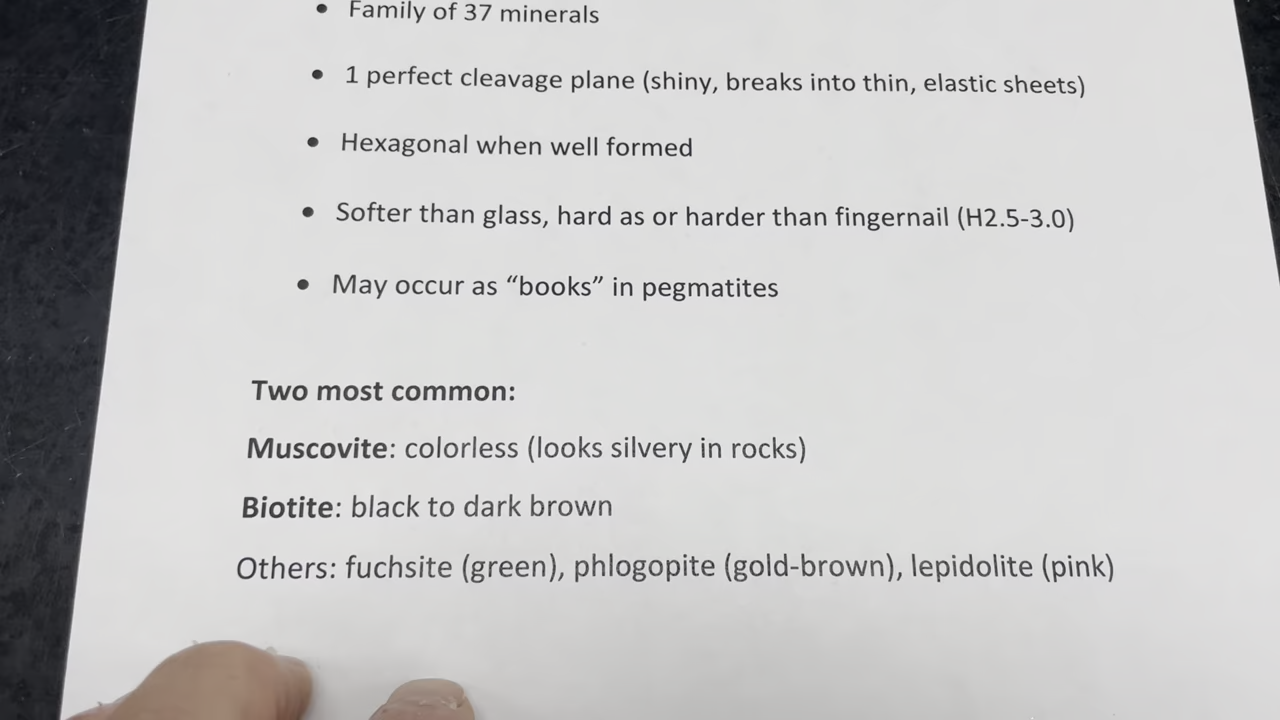 • Family of 37 minerals
• 1 perfect cleavage plane (shiny, breaks into thin, elastic sheets)
• Hexagonal when well formed
• Softer than glass, hard as or harder than fingernail (H2.5-3.0)
• May occur as “books” in pegmatites
Two most common:
Muscovite: colorless (looks silvery in rocks)
Biotite: black to dark brown
Others: fuchsite (green), phlogopite (gold-brown), lepidolite (pink)